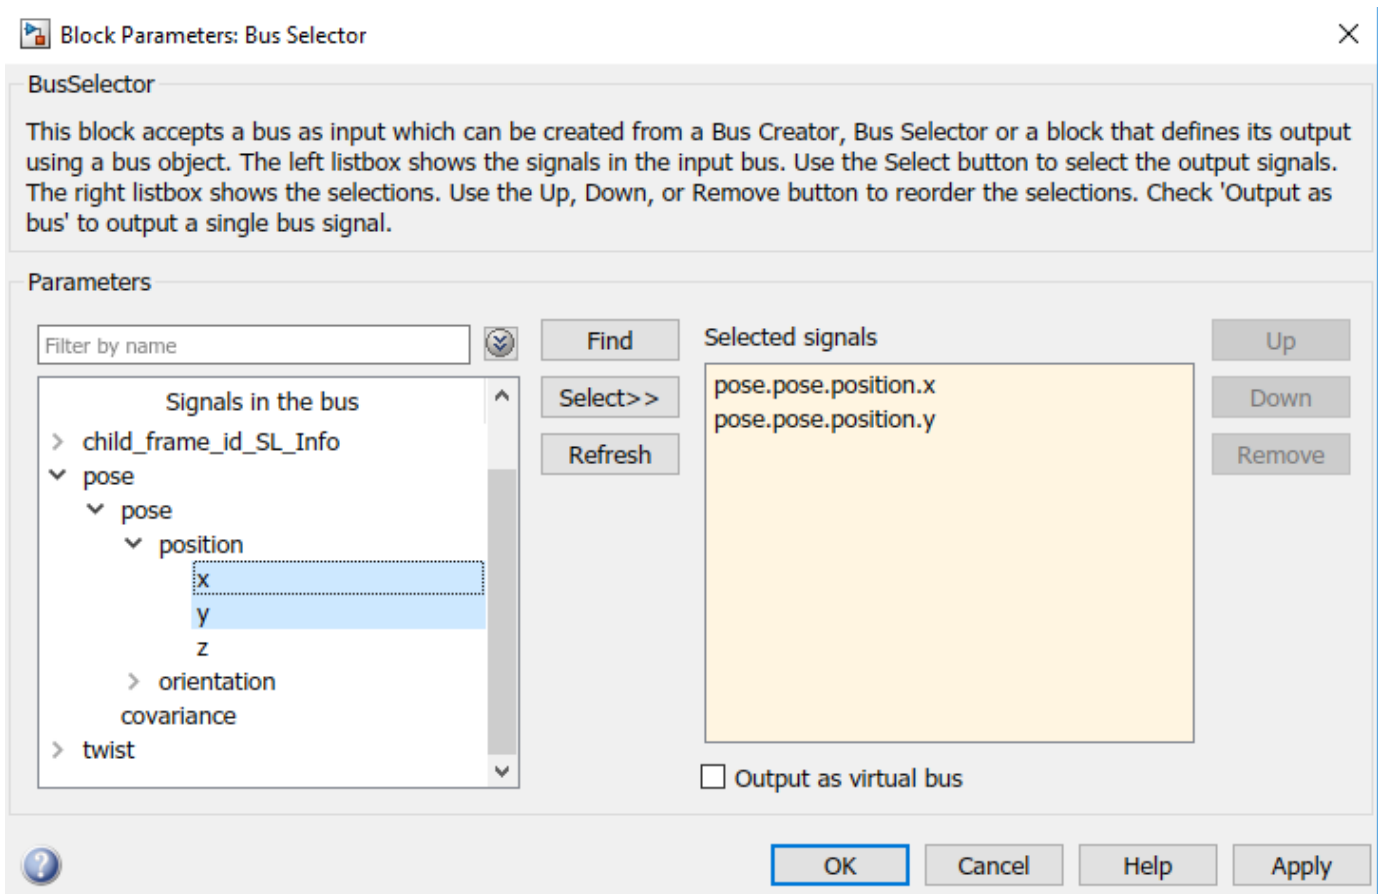 Block Parameters: Bus Selector
BusSelector
This block accepts a bus as input which can be created from a Bus Creator, Bus Selector or a block that defines its output
using a bus object. The left listbox shows the signals in the input bus. Use the Select button to select the output signals.
The right listbox shows the selections. Use the Up, Down, or Remove button to reorder the selections. Check 'Output as
bus' to output a single bus signal.
Parameters
Filter by name
Find
Select>>
Refresh
Signals in the bus
child_frame_id_SL_Info
pose
pose
position
x
y
z
orientation
covariance
twist
Selected signals
pose.pose.position.x
pose.pose.position.y
Up
Down
Remove
Output as virtual bus
?
OK
Cancel
Help
Apply